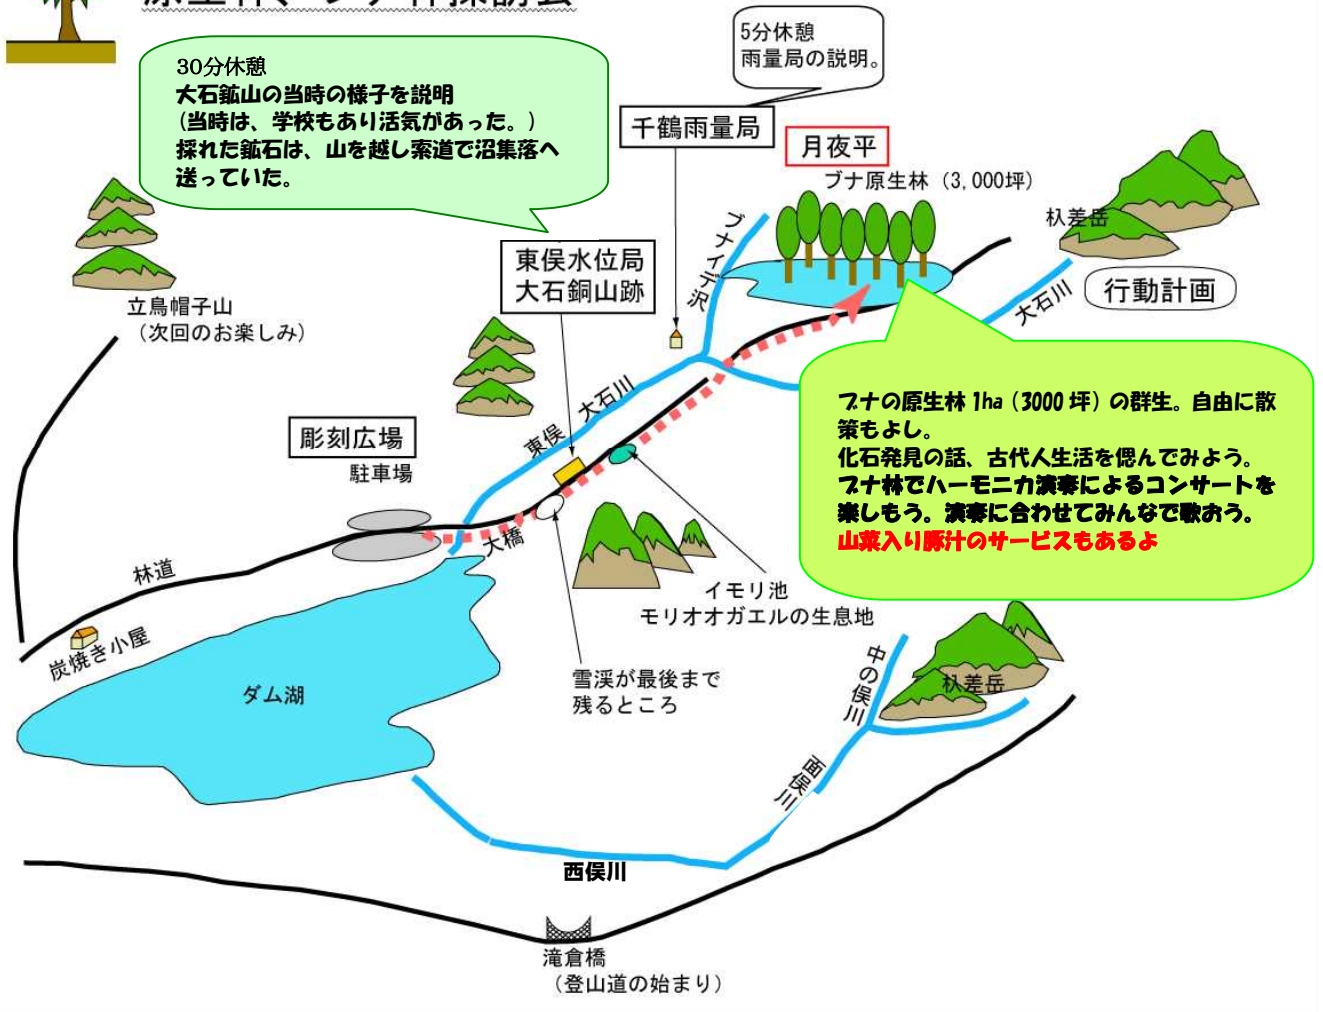 5分休憩
雨量局の説明。
30分休憩
大石鉱山の当時の様子を説明
(当時は、学校もあり活気があった。)
採れた鉱石は、山を越し索道で沼集落へ
送っていた。
千鶴雨量局
月夜平
ブナ原生林(3,000坪)
杁差岳
行動計画
大石川
ブナイデ沢
東俣水位局
大石銅山跡
立烏帽子山
(次回のお楽しみ)
ブナの原生林1ha(3000坪)の群生。自由に散
策もよし。
化石発見の話、古代人生活を偲んでみよう。
ブナ林でハーモニカ演奏によるコンサートを
楽しもう。演奏に合わせてみんなで歌おう。
山菜入り豚汁のサービスもあるよ
東俣 大石川
彫刻広場
駐車場
大橋
林道
炭焼き小屋
イモリ池
モリオオガエルの生息地
雪渓が最後まで
残るところ
ダム湖
中の俣川
杁差岳
面俣川
西俣川
滝倉橋
(登山道の始まり)